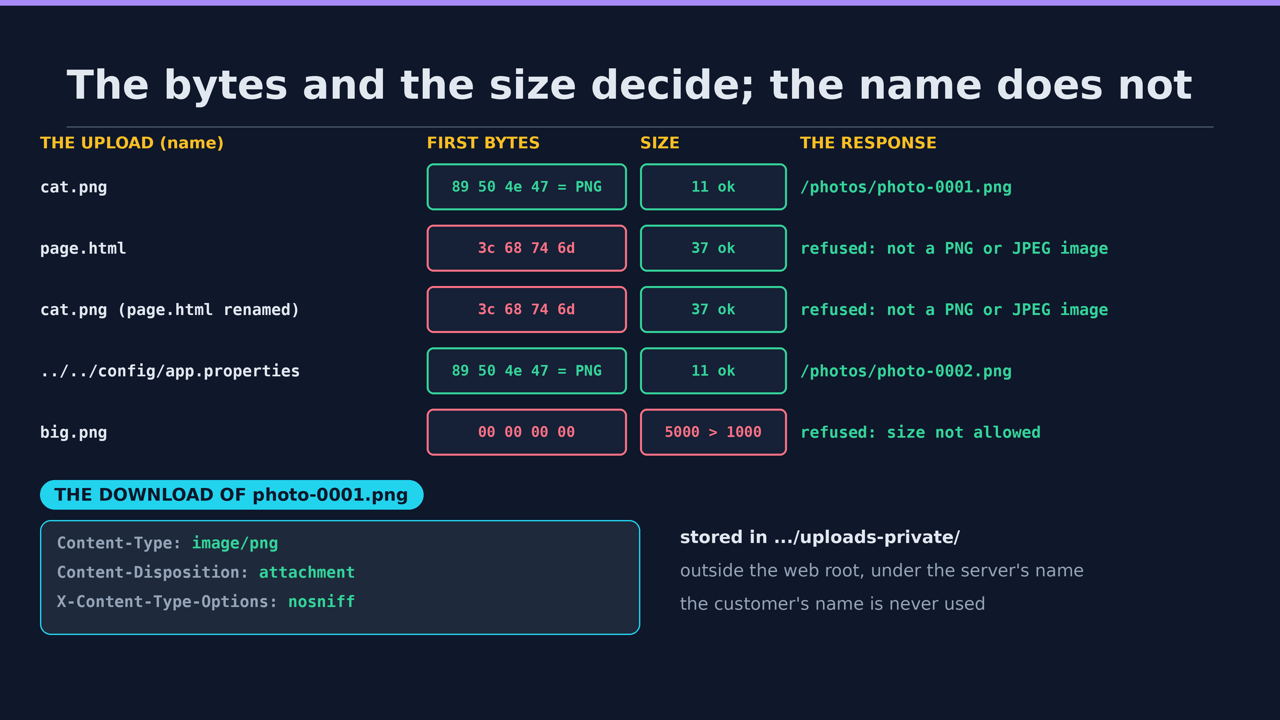 The bytes and the size decide; the name does not
THE UPLOAD (name) FIRST BYTES SIZE THE RESPONSE
cat.png 89 50 4e 47 = PNG 11 ok /photos/photo-0001.png
page.html 3c 68 74 6d 37 ok refused: not a PNG or JPEG image
cat.png (page.html renamed) 3c 68 74 6d 37 ok refused: not a PNG or JPEG image
../../config/app.properties 89 50 4e 47 = PNG 11 ok /photos/photo-0002.png
big.png 00 00 00 00 5000 > 1000 refused: size not allowed
THE DOWNLOAD OF photo-0001.png
Content-Type: image/png
Content-Disposition: attachment
X-Content-Type-Options: nosniff
stored in .../uploads-private/
outside the web root, under the server's name
the customer's name is never used